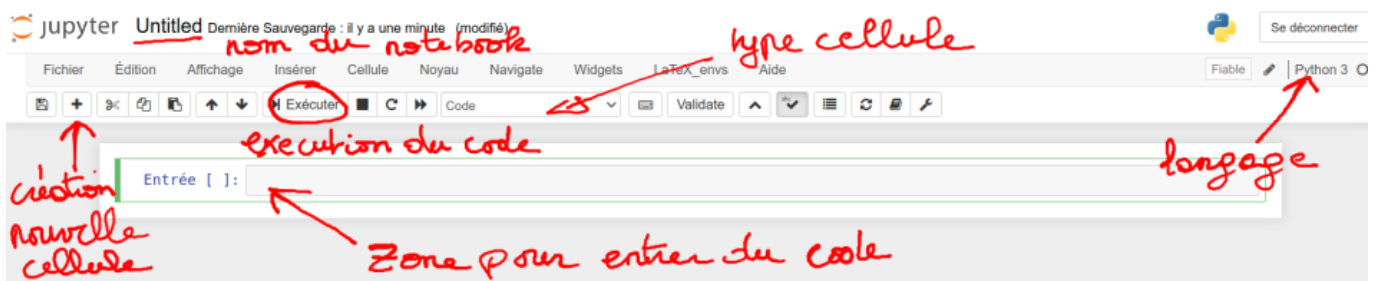 jupyter Untitled Dernière Sauvegarde : il y a une minute (modifié)
Se déconnecter
nom du notebook
type cellule
Fichier Édition Affichage Insérer Cellule Noyau Navigate Widgets LaTeX_envs Aide
Fiable Python 3
Exécuter Code Validate
execution du code
langage
Entrée [ ]:
création
nouvelle
cellule
Zone pour entrer du code